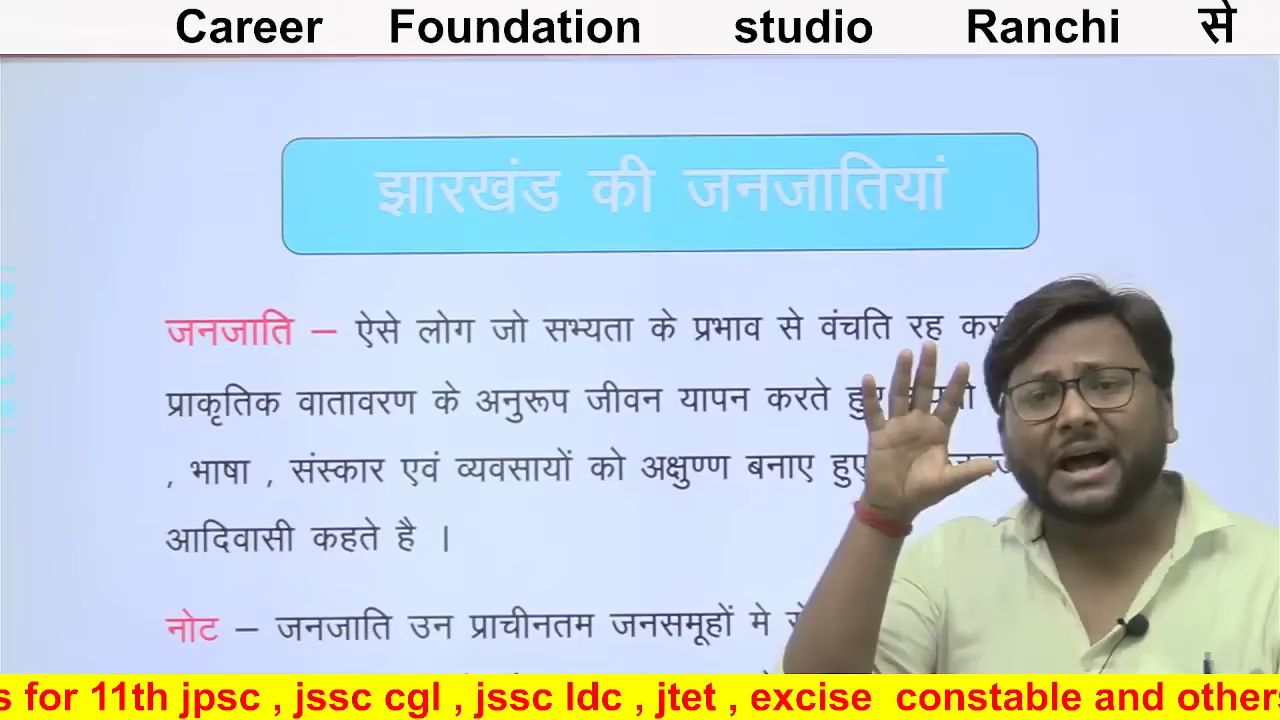 Career Foundation studio Ranchi से
झारखंड की जनजातियां
जनजाति – ऐसे लोग जो सभ्यता के प्रभाव से वंचति रह कर
प्राकृतिक वातावरण के अनुरूप जीवन यापन करते हुए
, भाषा , संस्कार एवं व्यवसायों को अक्षुण्ण बनाए हुए
आदिवासी कहते है ।
नोट – जनजाति उन प्राचीनतम जनसमूहों मे से
s for 11th jpsc , jssc cgl , jssc ldc , jtet , excise constable and others